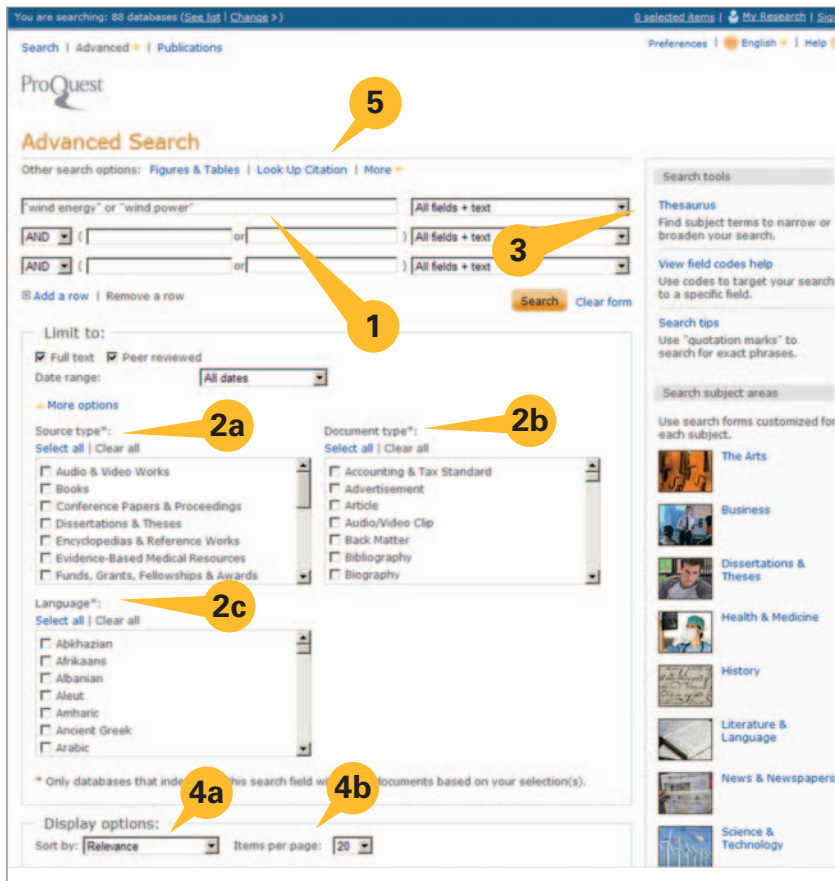 You are searching: 88 databases (See list | Change >)
0 selected items | My Research |
Search | Advanced | Publications
Preferences | English | Help
ProQuest
5
Advanced Search
Other search options: Figures & Tables | Look Up Citation | More
"wind energy" or "wind power"
All fields + text
AND ( or ) All fields + text
AND ( or ) All fields + text
3
Add a row | Remove a row
Search Clear form
1
Limit to:
Full text Peer reviewed
Date range: All dates
More options
Source type*:
2a
Select all | Clear all
Audio & Video Works
Books
Conference Papers & Proceedings
Dissertations & Theses
Encyclopedias & Reference Works
Evidence-Based Medical Resources
Funds, Grants, Fellowships & Awards
Document type*:
2b
Select all | Clear all
Accounting & Tax Standard
Advertisement
Article
Audio/Video Clip
Back Matter
Bibliography
Biography
Language*:
2c
Select all | Clear all
Abkhazian
Afrikaans
Albanian
Aleut
Amharic
Ancient Greek
Arabic
* Only databases that this search field documents based on your selection(s).
4a
4b
Display options:
Sort by: Relevance Items per page: 20
Search tools
Thesaurus
Find subject terms to narrow or
broaden your search.
View field codes help
Use codes to target your search
to a specific field.
Search tips
Use "quotation marks" to
search for exact phrases.
Search subject areas
Use search forms customized for
each subject.
The Arts
Business
Dissertations &
Theses
Health & Medicine
History
Literature &
Language
News & Newspapers
Science &
Technology